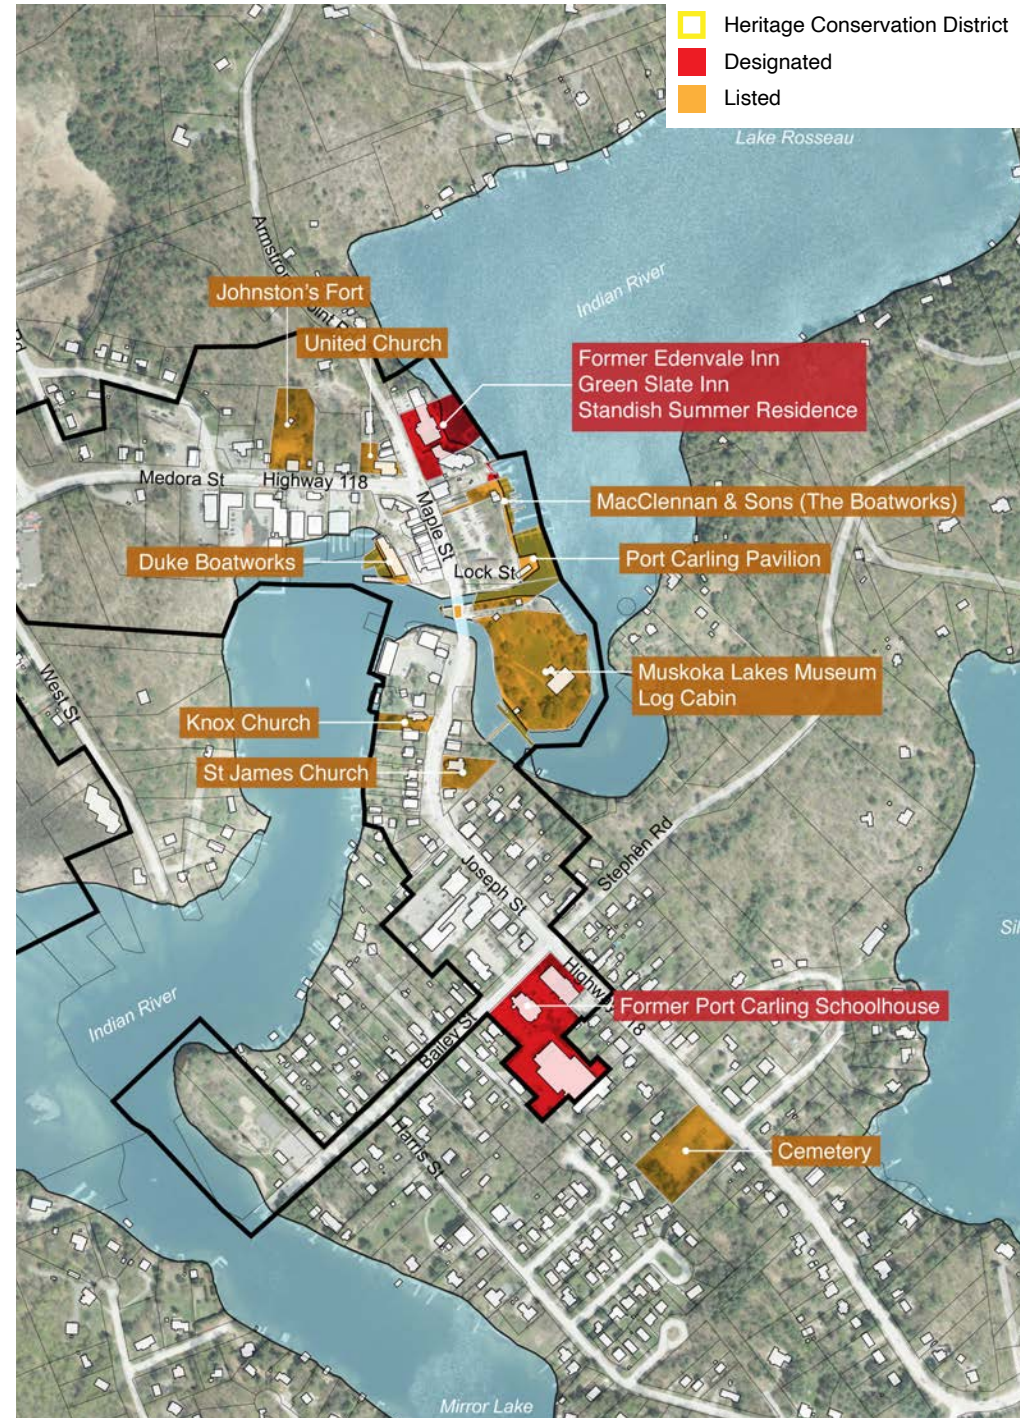 Heritage Conservation District
Designated
Listed
Lake Rosseau
Indian River
Johnston's Fort
United Church
Former Edenvale Inn
Green Slate Inn
Standish Summer Residence
Medora St
Highway 118
Maple St
MacClennan & Sons (The Boatworks)
Duke Boatworks
Lock St
Port Carling Pavilion
West St
Muskoka Lakes Museum
Log Cabin
Knox Church
St James Church
Stephen Rd
Joseph St
Indian River
Bailey St
Former Port Carling Schoolhouse
Harris St
Cemetery
Mirror Lake